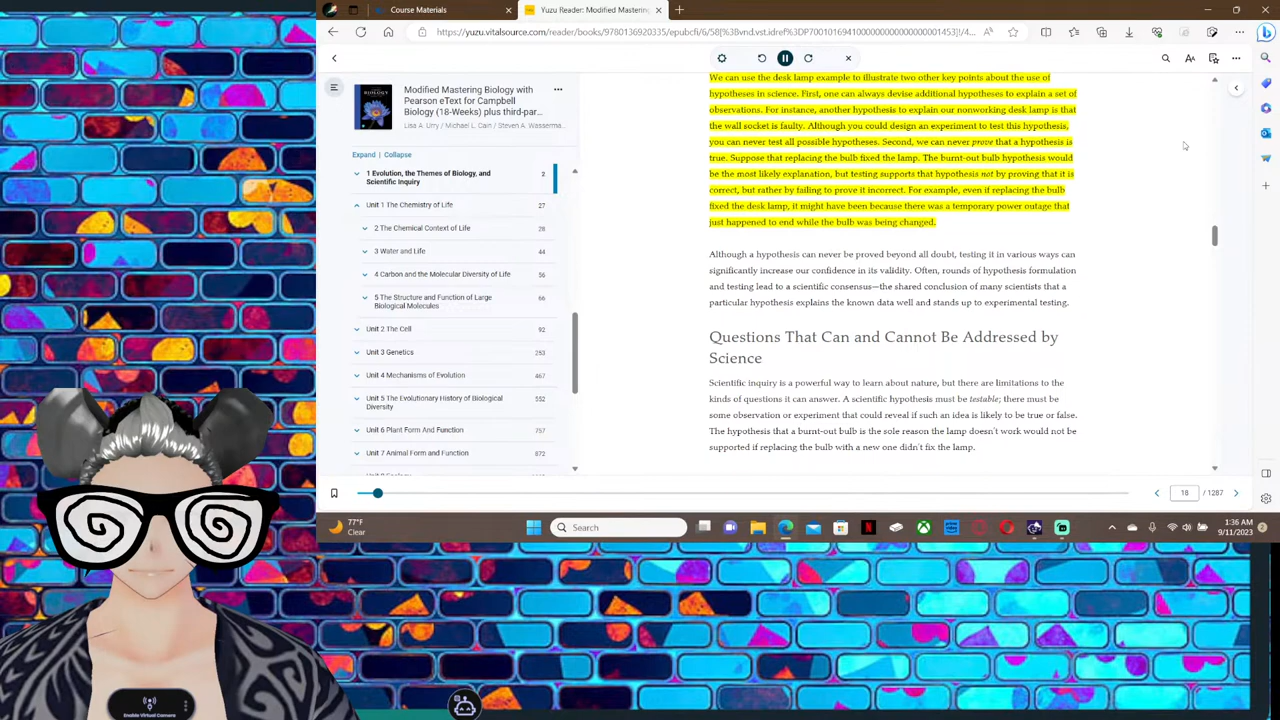 Course Materials
Yuzu Reader: Modified Mastering
https://yuzu.vitalsource.com/reader/books/9780136920335/epubcfi/6/58[%3Bvnd.vst.idref%3DP7001016941000000000000000001453]!/4...
Modified Mastering Biology with
Pearson eText for Campbell
Biology (18-Weeks) plus third-par...
Lisa A. Urry / Michael L. Cain / Steven A. Wasserma...
Expand | Collapse
1 Evolution, the Themes of Biology, and
Scientific Inquiry 2
Unit 1 The Chemistry of Life 27
2 The Chemical Context of Life 28
3 Water and Life 44
4 Carbon and the Molecular Diversity of Life 56
5 The Structure and Function of Large
Biological Molecules 66
Unit 2 The Cell 92
Unit 3 Genetics 253
Unit 4 Mechanisms of Evolution 467
Unit 5 The Evolutionary History of Biological
Diversity 552
Unit 6 Plant Form And Function 757
Unit 7 Animal Form and Function 872
We can use the desk lamp example to illustrate two other key points about the use of
hypotheses in science. First, one can always devise additional hypotheses to explain a set of
observations. For instance, another hypothesis to explain our nonworking desk lamp is that
the wall socket is faulty. Although you could design an experiment to test this hypothesis,
you can never test all possible hypotheses. Second, we can never prove that a hypothesis is
true. Suppose that replacing the bulb fixed the lamp. The burnt-out bulb hypothesis would
be the most likely explanation, but testing supports that hypothesis not by proving that it is
correct, but rather by failing to prove it incorrect. For example, even if replacing the bulb
fixed the desk lamp, it might have been because there was a temporary power outage that
just happened to end while the bulb was being changed.
Although a hypothesis can never be proved beyond all doubt, testing it in various ways can
significantly increase our confidence in its validity. Often, rounds of hypothesis formulation
and testing lead to a scientific consensus—the shared conclusion of many scientists that a
particular hypothesis explains the known data well and stands up to experimental testing.
Questions That Can and Cannot Be Addressed by
Science
Scientific inquiry is a powerful way to learn about nature, but there are limitations to the
kinds of questions it can answer. A scientific hypothesis must be testable; there must be
some observation or experiment that could reveal if such an idea is likely to be true or false.
The hypothesis that a burnt-out bulb is the sole reason the lamp doesn't work would not be
supported if replacing the bulb with a new one didn't fix the lamp.
18 / 1287
77°F
Clear
Search
1:36 AM
9/11/2023
Enable Virtual Camera